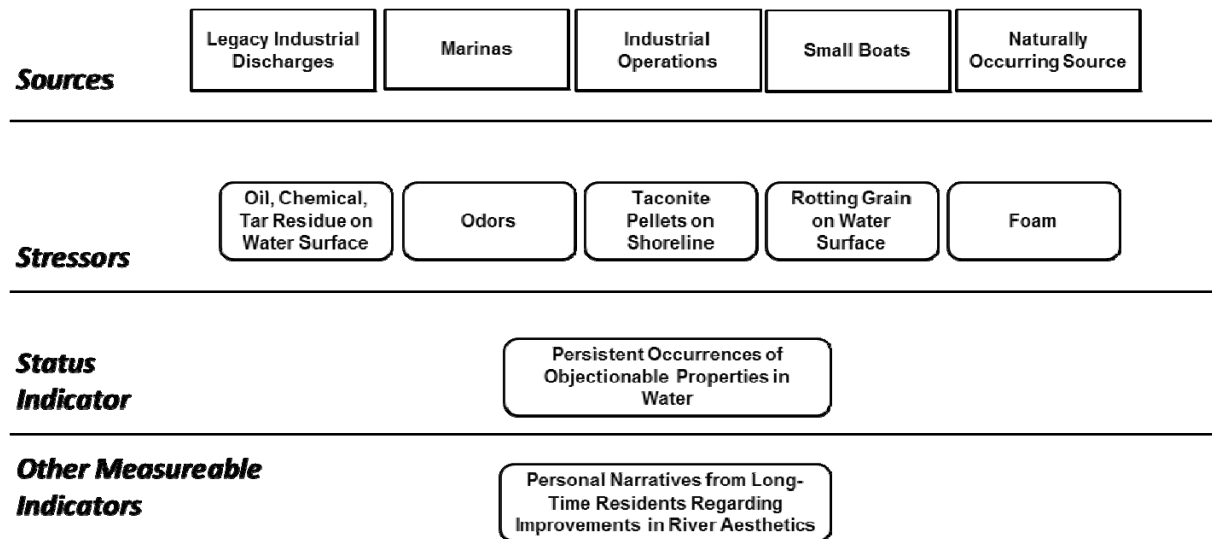 Legacy Industrial
Discharges
Marinas
Industrial
Operations
Small Boats
Naturally
Occurring Source
Sources
Oil, Chemical,
Tar Residue on
Water Surface
Odors
Taconite
Pellets on
Shoreline
Rotting Grain
on Water
Surface
Foam
Stressors
Status
Indicator
Persistent Occurrences of
Objectionable Properties in
Water
Other Measureable
Indicators
Personal Narratives from Long-
Time Residents Regarding
Improvements in River Aesthetics